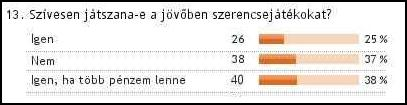 13. Szívesen játszana-e a jövőben szerencsejátékokat?
Igen 26 25 %
Nem 38 37 %
Igen, ha több pénzem lenne 40 38 %